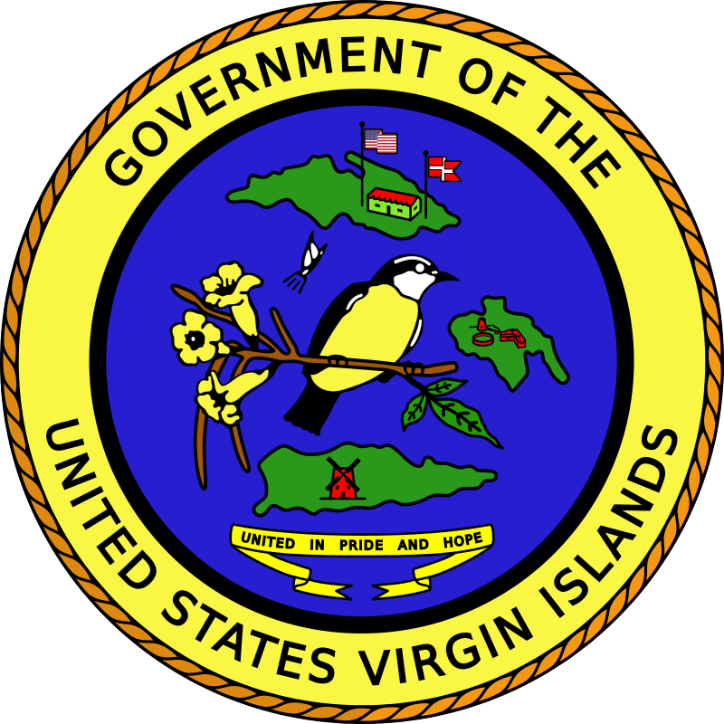 GOVERNMENT OF THE
UNITED STATES VIRGIN ISLANDS
UNITED IN PRIDE AND HOPE